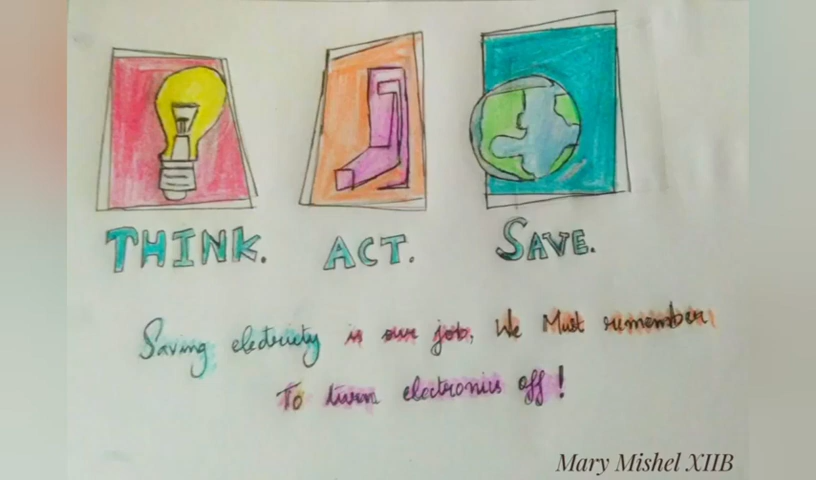 THINK. ACT. SAVE.
Saving electricity is our job, We Must remember
To turn electronics off!
Mary Mishel XIIB